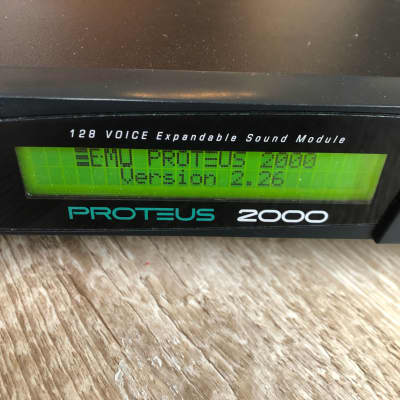 128 VOICE Expandable Sound Module
EMU PROTEUS 2000
Version 2.26
PROTEUS 2000